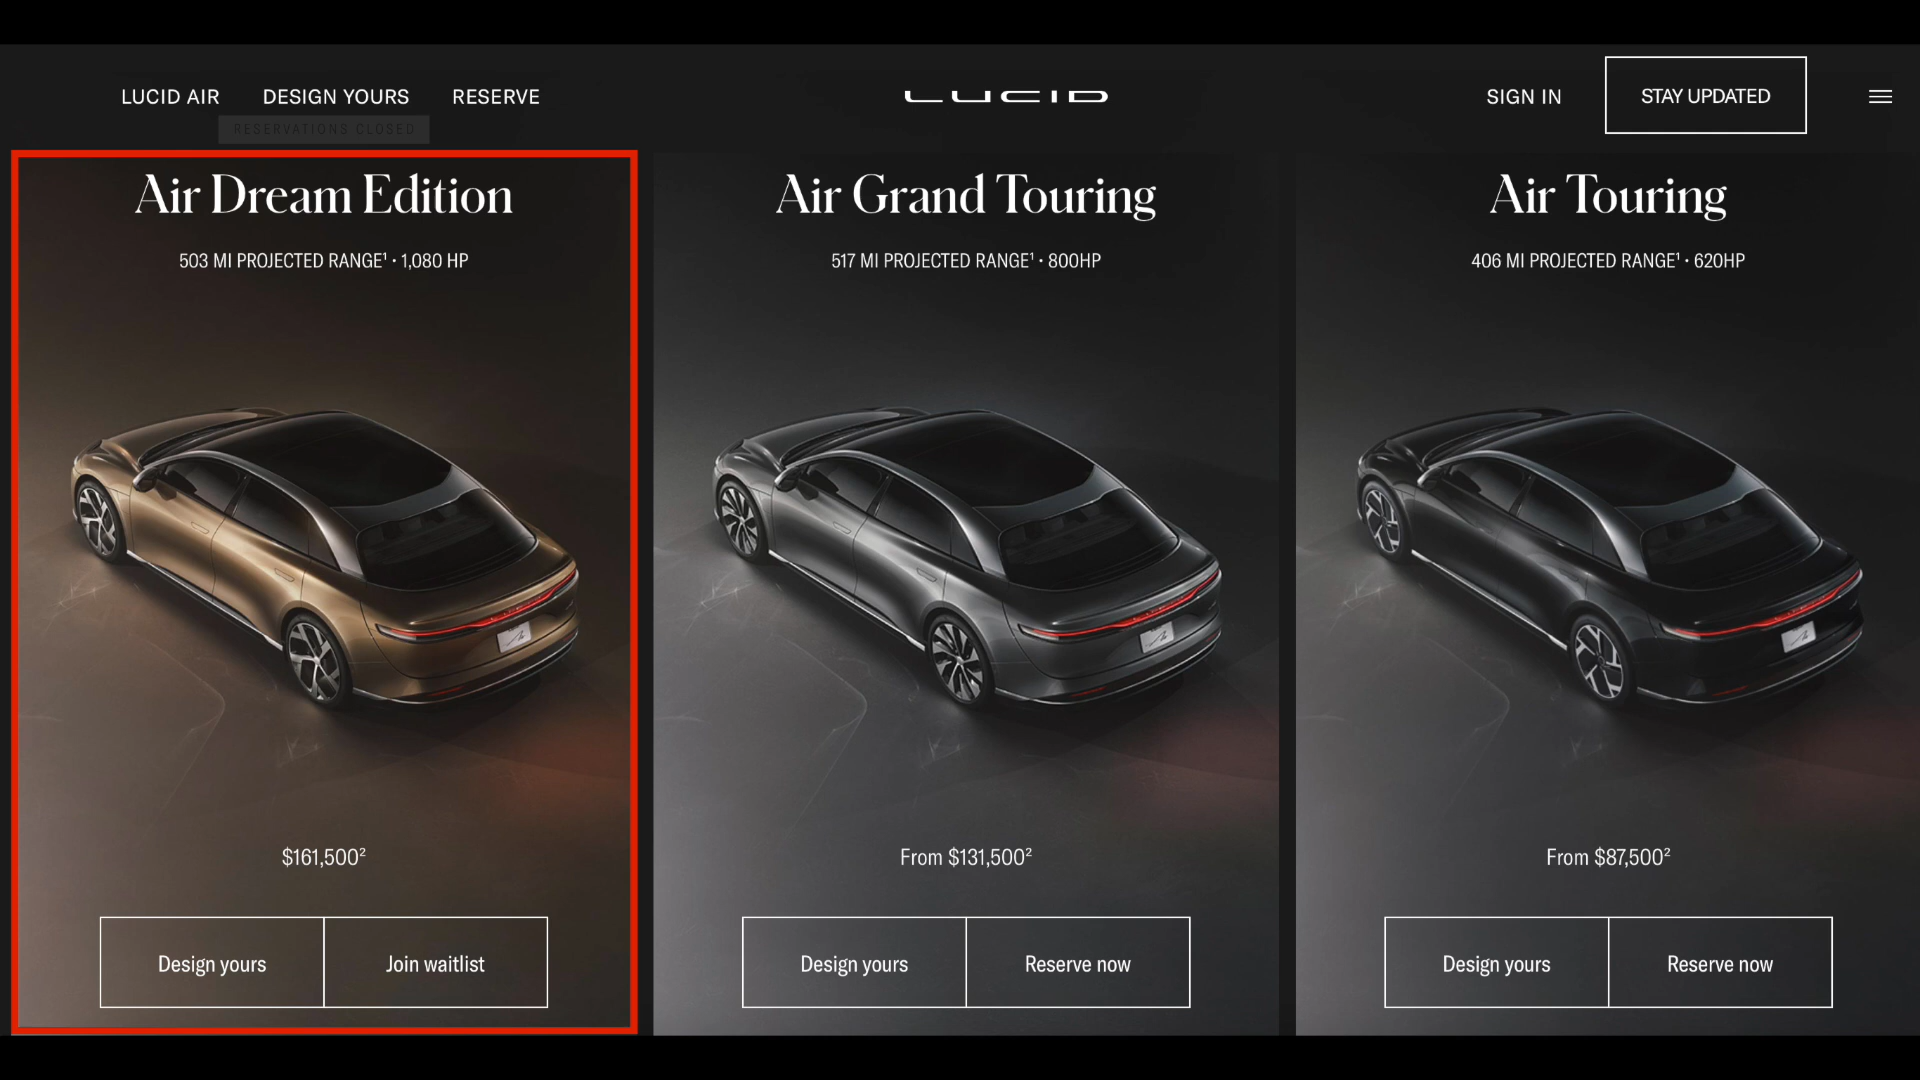 LUCID AIR
DESIGN YOURS
RESERVE
LUCID
SIGN IN
STAY UPDATED
RESERVATIONS CLOSED
Air Dream Edition
503 MI PROJECTED RANGE¹ · 1,080 HP
$161,500²
Design yours
Join waitlist
Air Grand Touring
517 MI PROJECTED RANGE¹ · 800HP
From $131,500²
Design yours
Reserve now
Air Touring
406 MI PROJECTED RANGE¹ · 620HP
From $87,500²
Design yours
Reserve now